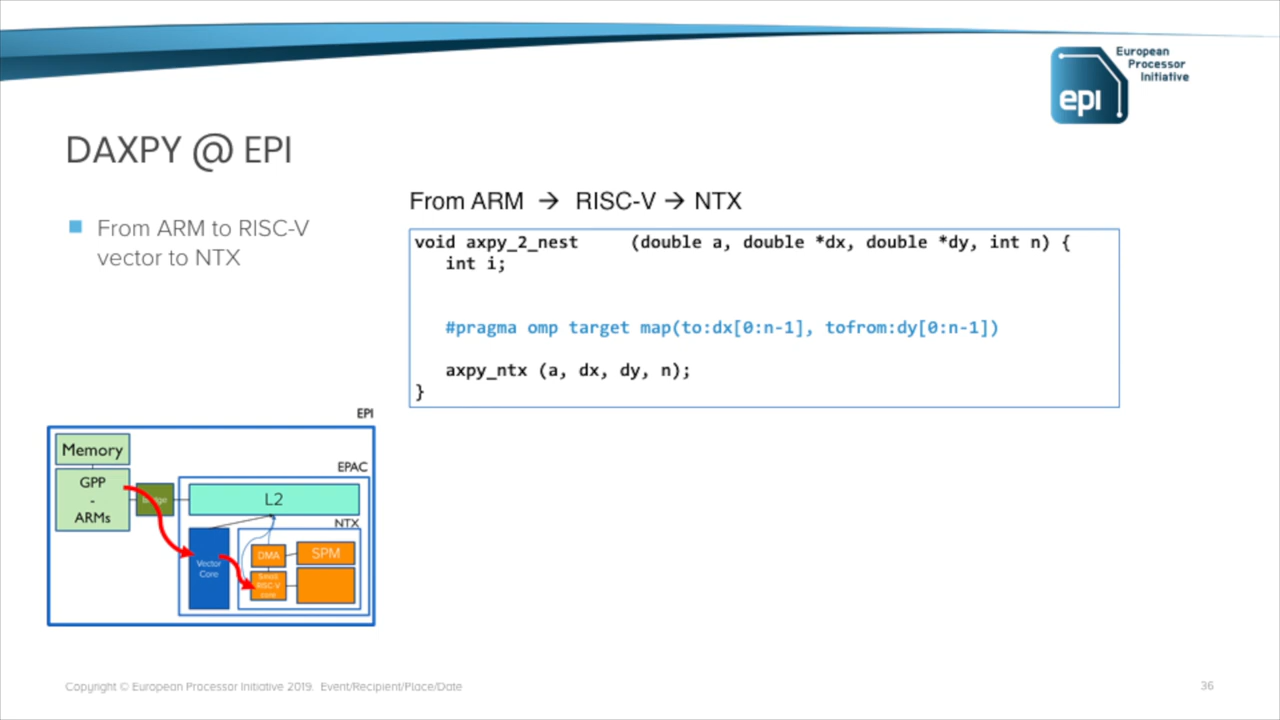 European
Processor
Initiative
epi
DAXPY @ EPI
From ARM to RISC-V
vector to NTX
From ARM → RISC-V → NTX
void axpy_2_nest (double a, double *dx, double *dy, int n) {
int i;
#pragma omp target map(to:dx[0:n-1], tofrom:dy[0:n-1])
axpy_ntx (a, dx, dy, n);
}
EPI
Memory
EPAC
GPP
-
ARMs
L2
NTX
DMA
SPM
Vector
Core
RISC-V
core
Copyright © European Processor Initiative 2019. Event/Recipient/Place/Date
36